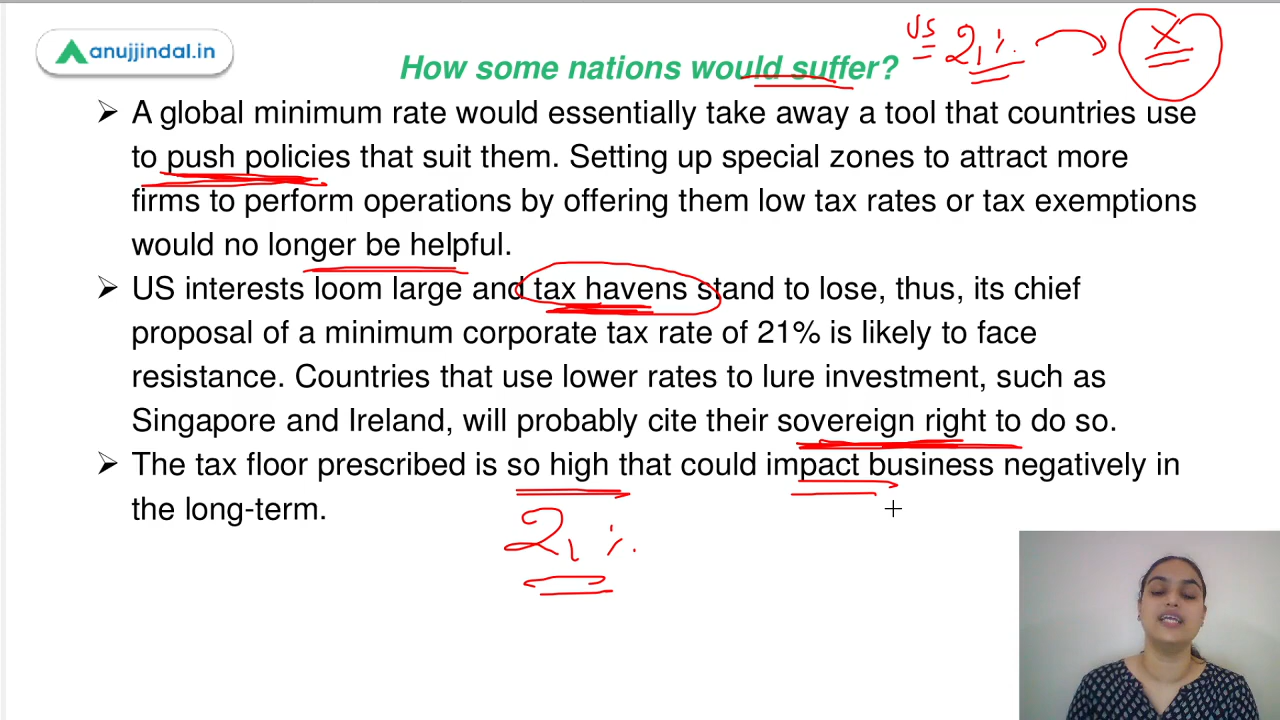 anujjindal.in
US 21%. X
How some nations would suffer?
➢ A global minimum rate would essentially take away a tool that countries use
to push policies that suit them. Setting up special zones to attract more
firms to perform operations by offering them low tax rates or tax exemptions
would no longer be helpful.
➢ US interests loom large and tax havens stand to lose, thus, its chief
proposal of a minimum corporate tax rate of 21% is likely to face
resistance. Countries that use lower rates to lure investment, such as
Singapore and Ireland, will probably cite their sovereign right to do so.
➢ The tax floor prescribed is so high that could impact business negatively in
the long-term.
21%.